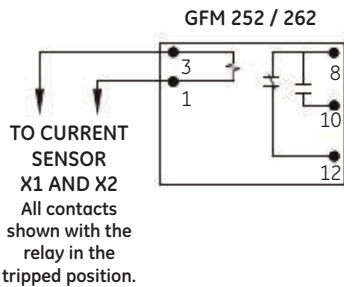 GFM 252 / 262
3
8
1
10
12
TO CURRENT
SENSOR
X1 AND X2
All contacts
shown with the
relay in the
tripped position.